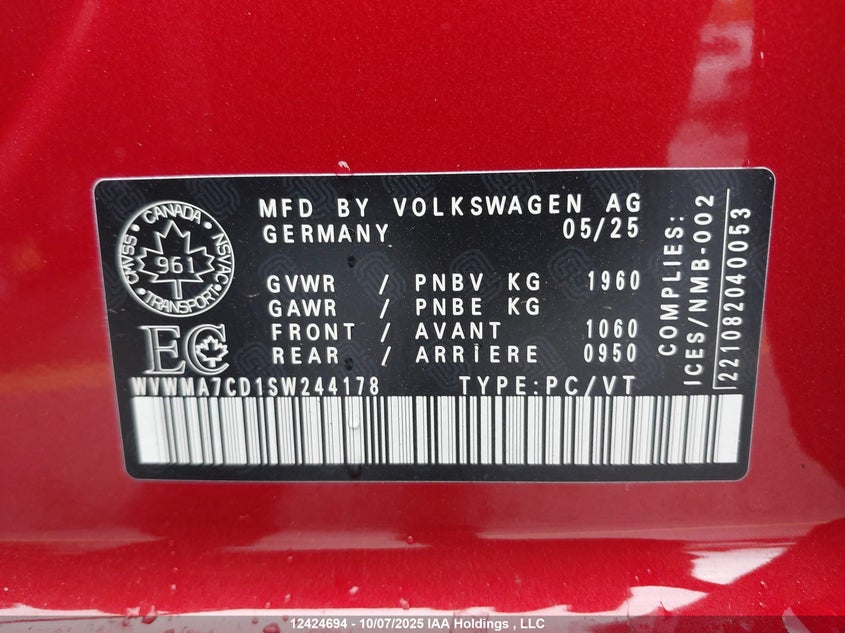 CANADA
CMVSS
NSVAC
961
TRANSPORT
EC
MFD BY VOLKSWAGEN AG
GERMANY 05/25
GVWR / PNBV KG 1960
GAWR / PNBE KG
FRONT / AVANT 1060
REAR / ARRIÈRE 0950
WVWMA7CD1SW244178 TYPE:PC/VT
COMPLIES:
ICES/NMB-002
221082040053
12424694 - 10/07/2025 IAA Holdings , LLC